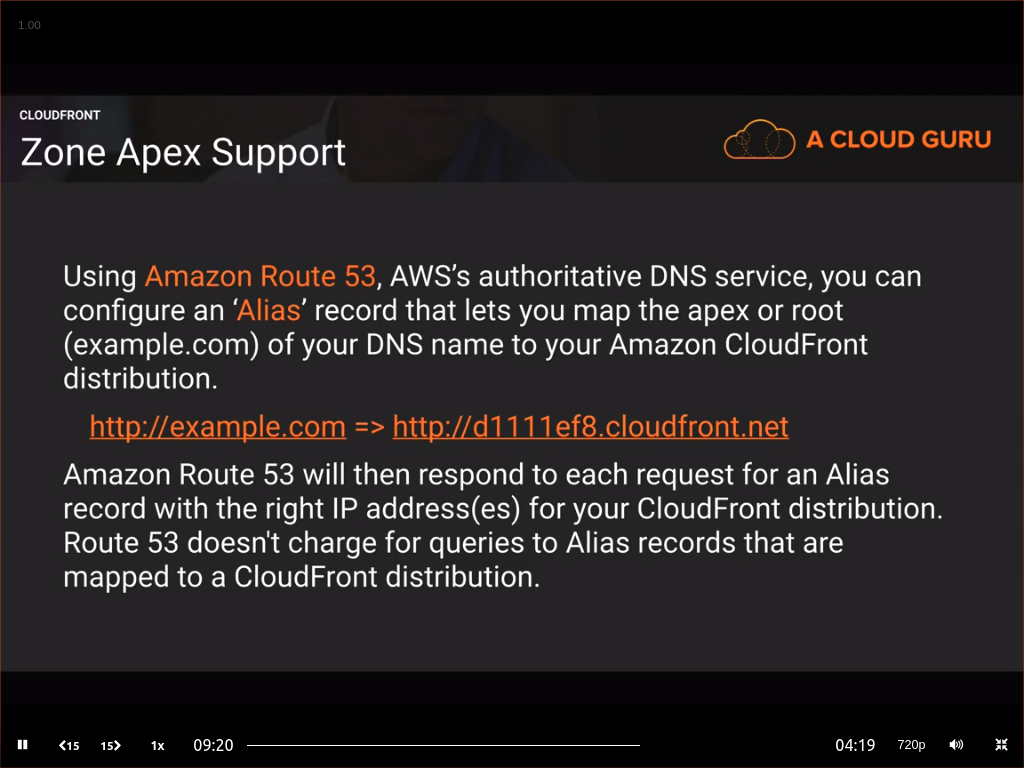 1.00
CLOUDFRONT
Zone Apex Support
A CLOUD GURU
Using Amazon Route 53, AWS’s authoritative DNS service, you can
configure an ‘Alias’ record that lets you map the apex or root
(example.com) of your DNS name to your Amazon CloudFront
distribution.
http://example.com => http://d1111ef8.cloudfront.net
Amazon Route 53 will then respond to each request for an Alias
record with the right IP address(es) for your CloudFront distribution.
Route 53 doesn't charge for queries to Alias records that are
mapped to a CloudFront distribution.
15 15 1x 09:20 04:19 720p